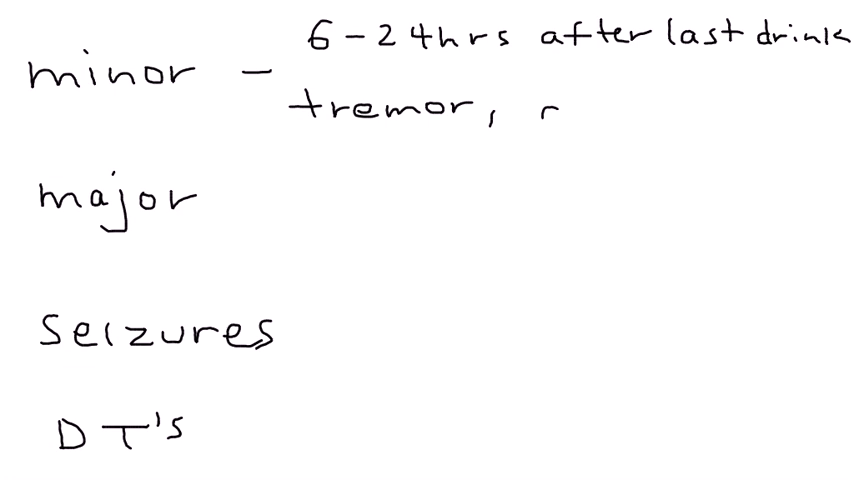 6-24hrs after last drink
minor -
tremor,
major
Seizures
DT's